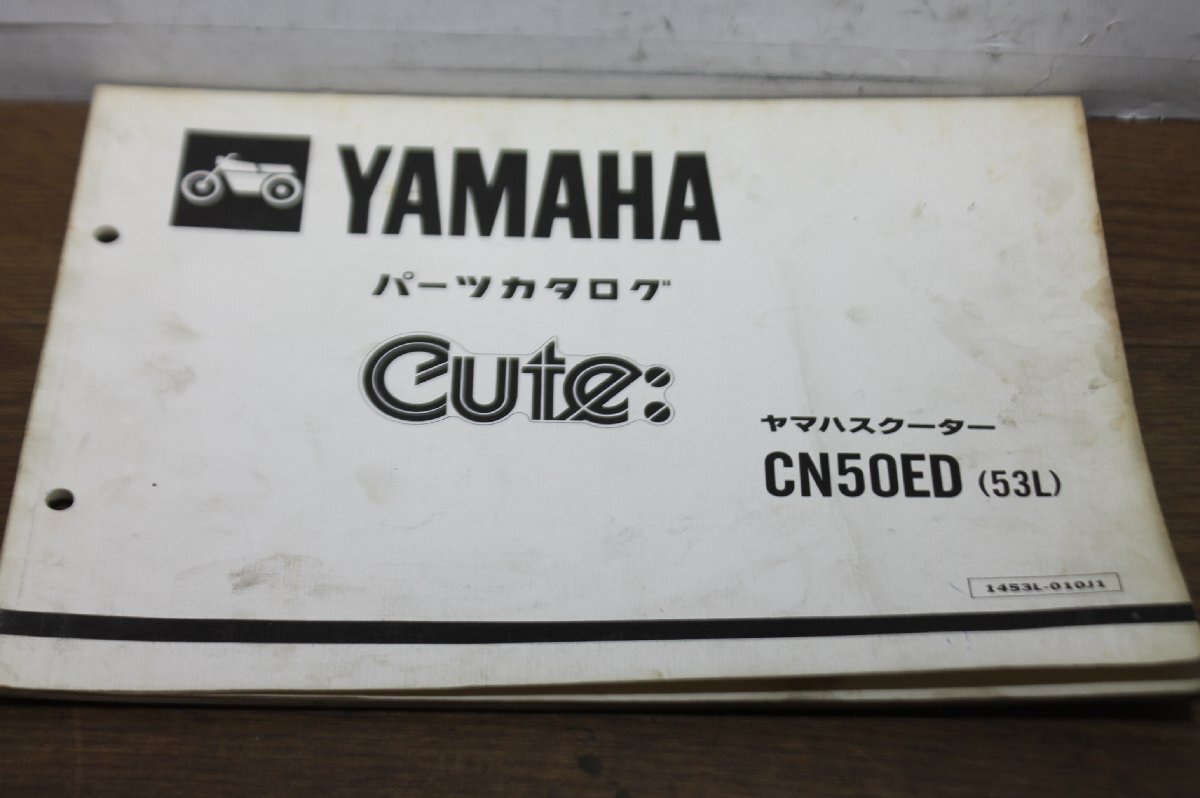 YAMAHA
パーツカタログ
Cute:
ヤマハスクーター
CN50ED (53L)
1453L-010J1